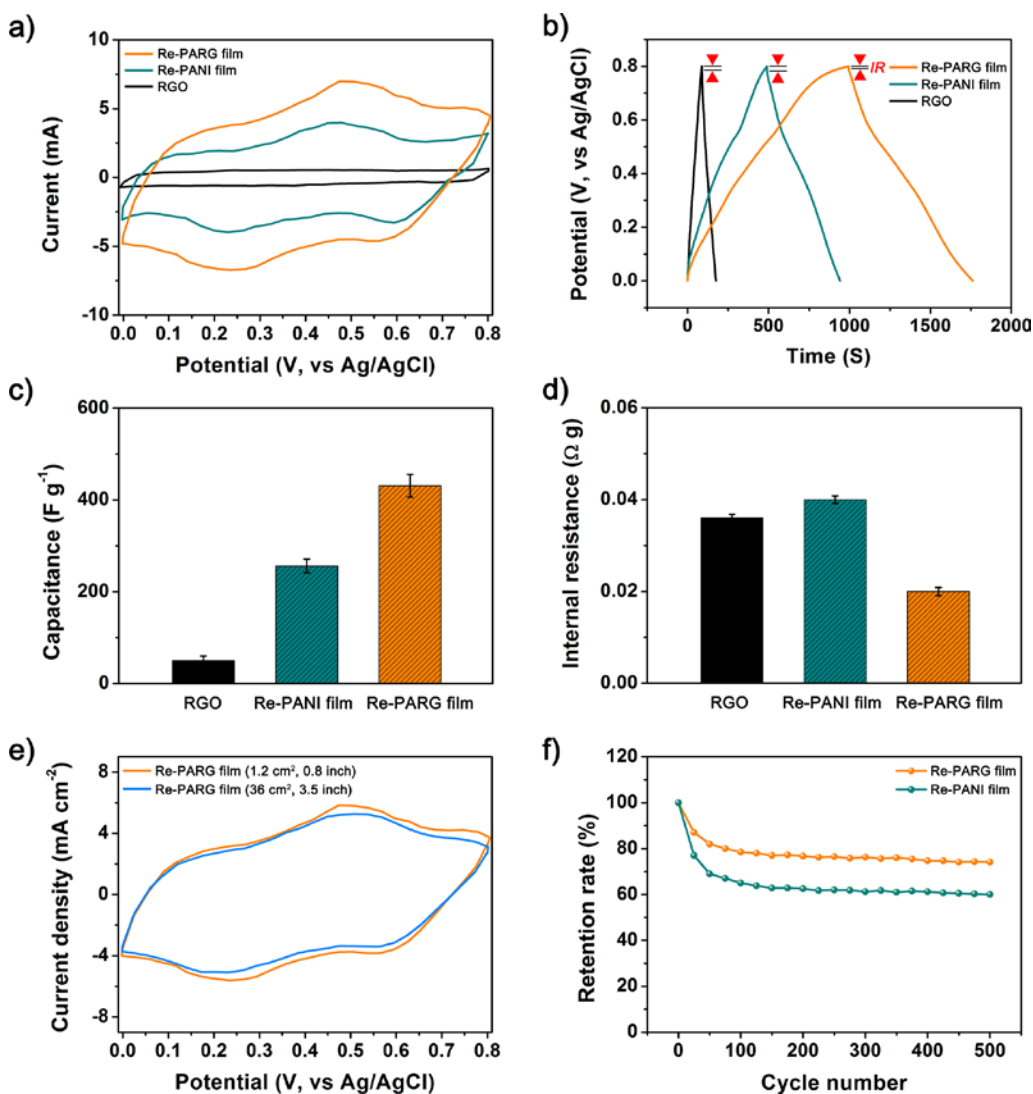 a)
10
5
0
-5
-10
Current (mA)
Re-PARG film
Re-PANI film
RGO
0.0 0.1 0.2 0.3 0.4 0.5 0.6 0.7 0.8
Potential (V, vs Ag/AgCl)
b)
0.8
0.6
0.4
0.2
0.0
Potential (V, vs Ag/AgCl)
IR
Re-PARG film
Re-PANI film
RGO
0 500 1000 1500 2000
Time (S)
c)
600
400
200
0
Capacitance (F g⁻¹)
RGO Re-PANI film Re-PARG film
d)
0.06
0.04
0.02
0.00
Internal resistance (Ω g)
RGO Re-PANI film Re-PARG film
e)
8
4
0
-4
-8
Current density (mA cm⁻²)
Re-PARG film (1.2 cm², 0.8 inch)
Re-PARG film (36 cm², 3.5 inch)
0.0 0.1 0.2 0.3 0.4 0.5 0.6 0.7 0.8
Potential (V, vs Ag/AgCl)
f)
120
100
80
60
40
20
0
Retention rate (%)
Re-PARG film
Re-PANI film
0 100 200 300 400 500
Cycle number